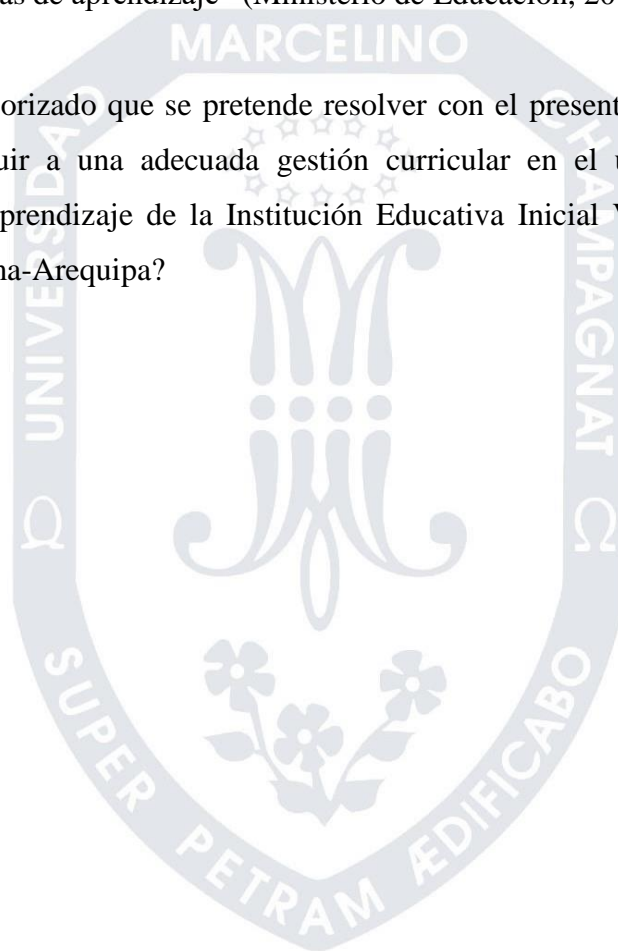 as de aprendizaje" (Ministerio de Educación, 20
MARCELINO
orizado que se pretende resolver con el present
uir a una adecuada gestión curricular en el u
prendizaje de la Institución Educativa Inicial
na-Arequipa?
UNIVERSIDAD
CHAMPAGNAT
SUPER PETRAM ÆDIFICABO